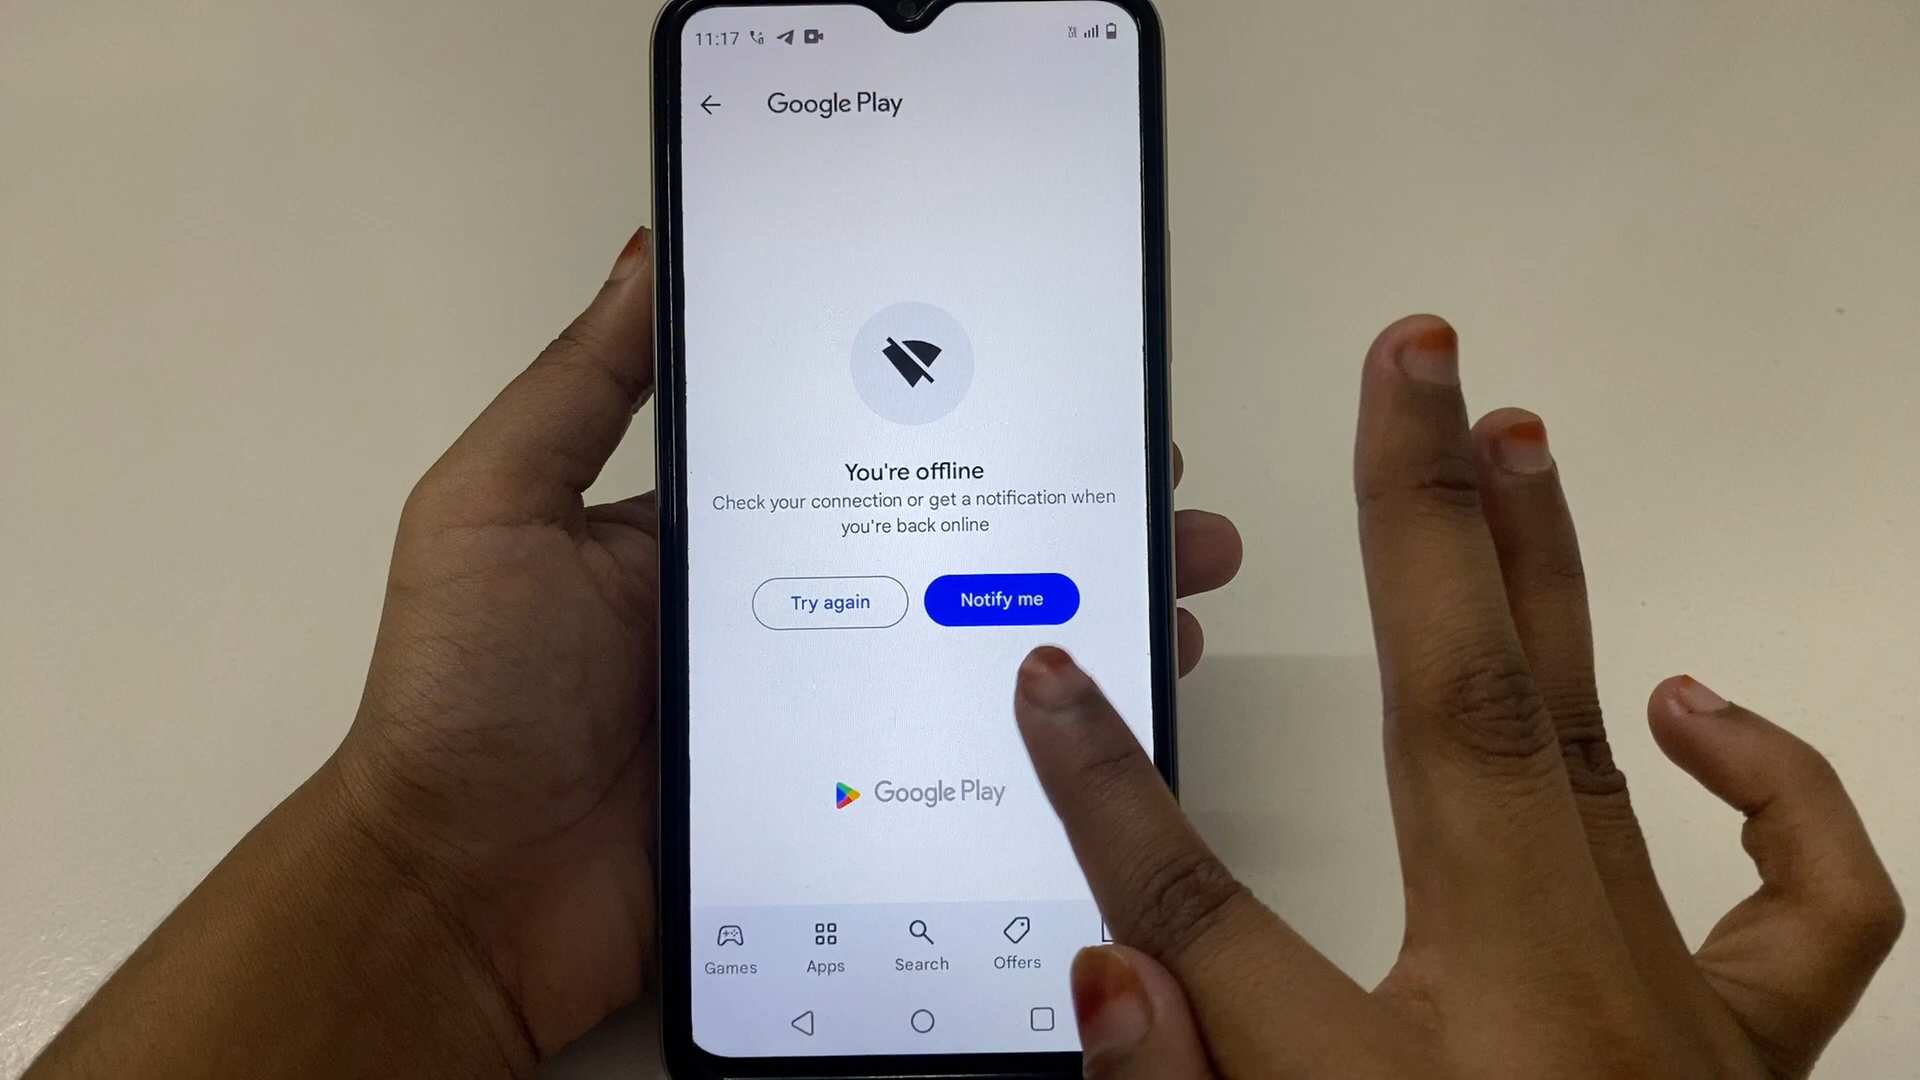 11:17
Google Play
You're offline
Check your connection or get a notification when
you're back online
Try again
Notify me
Google Play
Games
Apps
Search
Offers